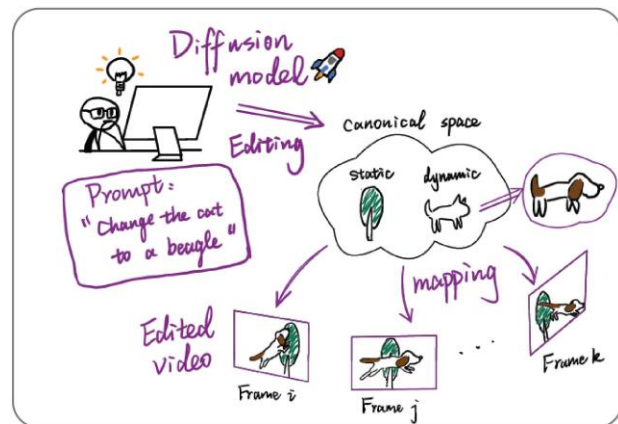 Diffusion
model
Editing
Canonical space
static
dynamic
Prompt:
"Change the cat
to a beagle"
mapping
Edited
video
Frame i
Frame j
...
Frame k